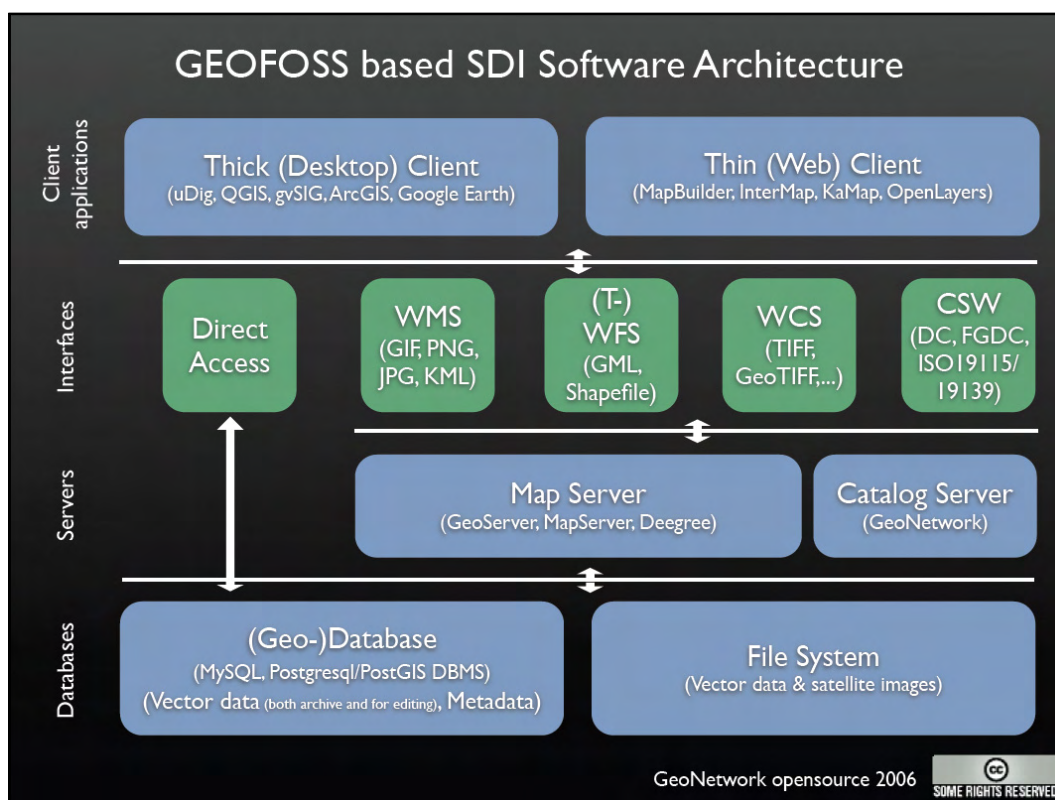 GEOFOSS based SDI Software Architecture
Client
applications
Thick (Desktop) Client
(uDig, QGIS, gvSIG, ArcGIS, Google Earth)
Thin (Web) Client
(MapBuilder, InterMap, KaMap, OpenLayers)
Interfaces
Direct
Access
WMS
(GIF, PNG,
JPG, KML)
(T-)
WFS
(GML,
Shapefile)
WCS
(TIFF,
GeoTIFF,...)
CSW
(DC, FGDC,
ISO19115/
19139)
Servers
Map Server
(GeoServer, MapServer, Deegree)
Catalog Server
(GeoNetwork)
Databases
(Geo-)Database
(MySQL, Postgresql/PostGIS DBMS)
(Vector data (both archive and for editing), Metadata)
File System
(Vector data & satellite images)
GeoNetwork opensource 2006
cc
SOME RIGHTS RESERVED